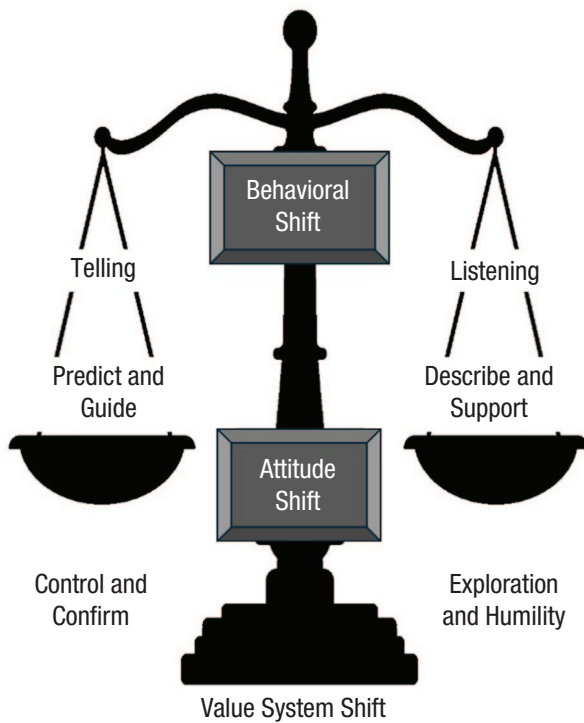 Behavioral
Shift
Telling
Listening
Predict and
Guide
Describe and
Support
Attitude
Shift
Control and
Confirm
Exploration
and Humility
Value System Shift